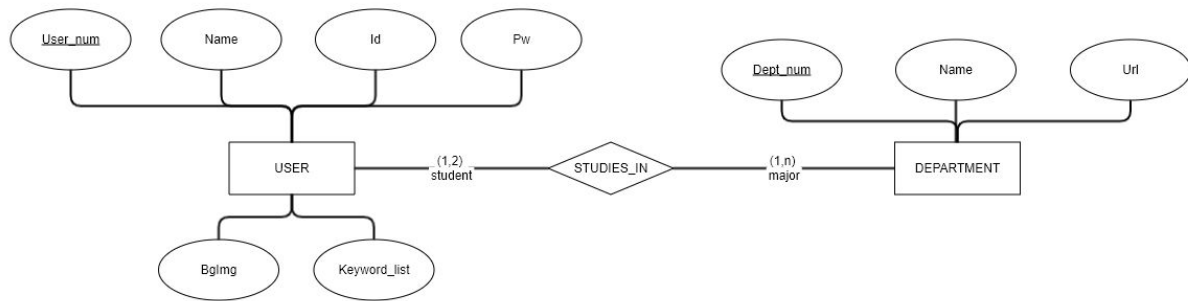 User_num
Name
Id
Pw
Dept_num
Name
Url
USER
(1,2)
student
STUDIES_IN
(1,n)
major
DEPARTMENT
BgImg
Keyword_list